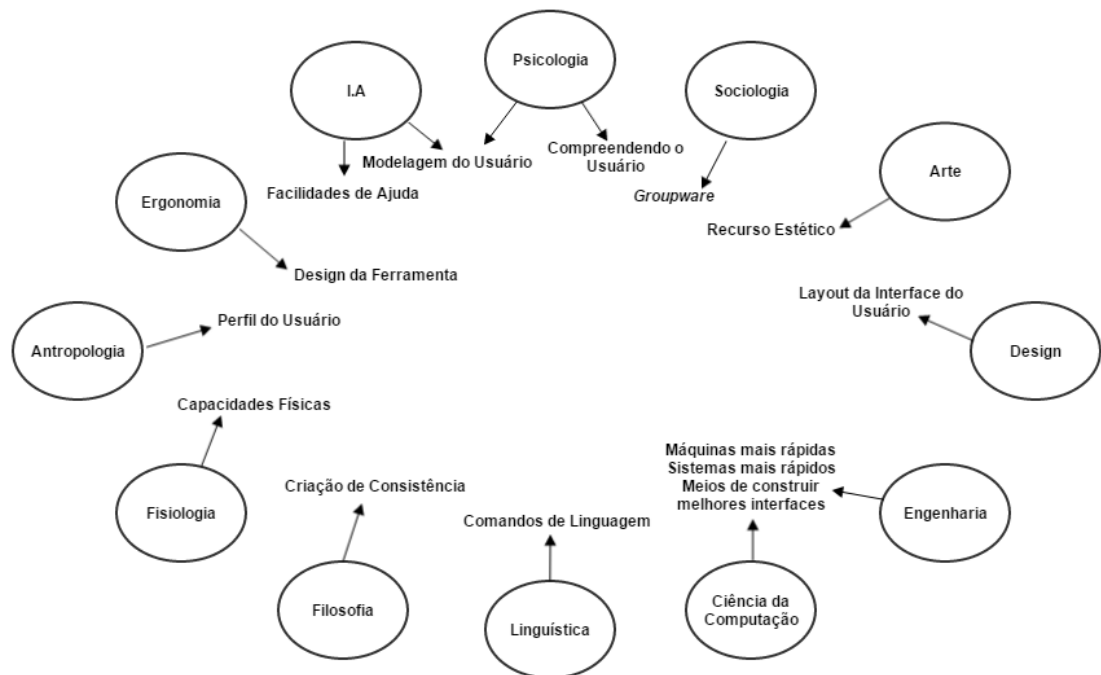 Psicologia
I.A
Sociologia
Modelagem do Usuário
Compreendendo o
Usuário
Arte
Facilidades de Ajuda
Groupware
Ergonomia
Recurso Estético
Design da Ferramenta
Layout da Interface do
Usuário
Perfil do Usuário
Antropologia
Design
Capacidades Físicas
Máquinas mais rápidas
Sistemas mais rápidos
Meios de construir
melhores interfaces
Criação de Consistência
Fisiologia
Engenharia
Comandos de Linguagem
Filosofia
Linguística
Ciência da
Computação